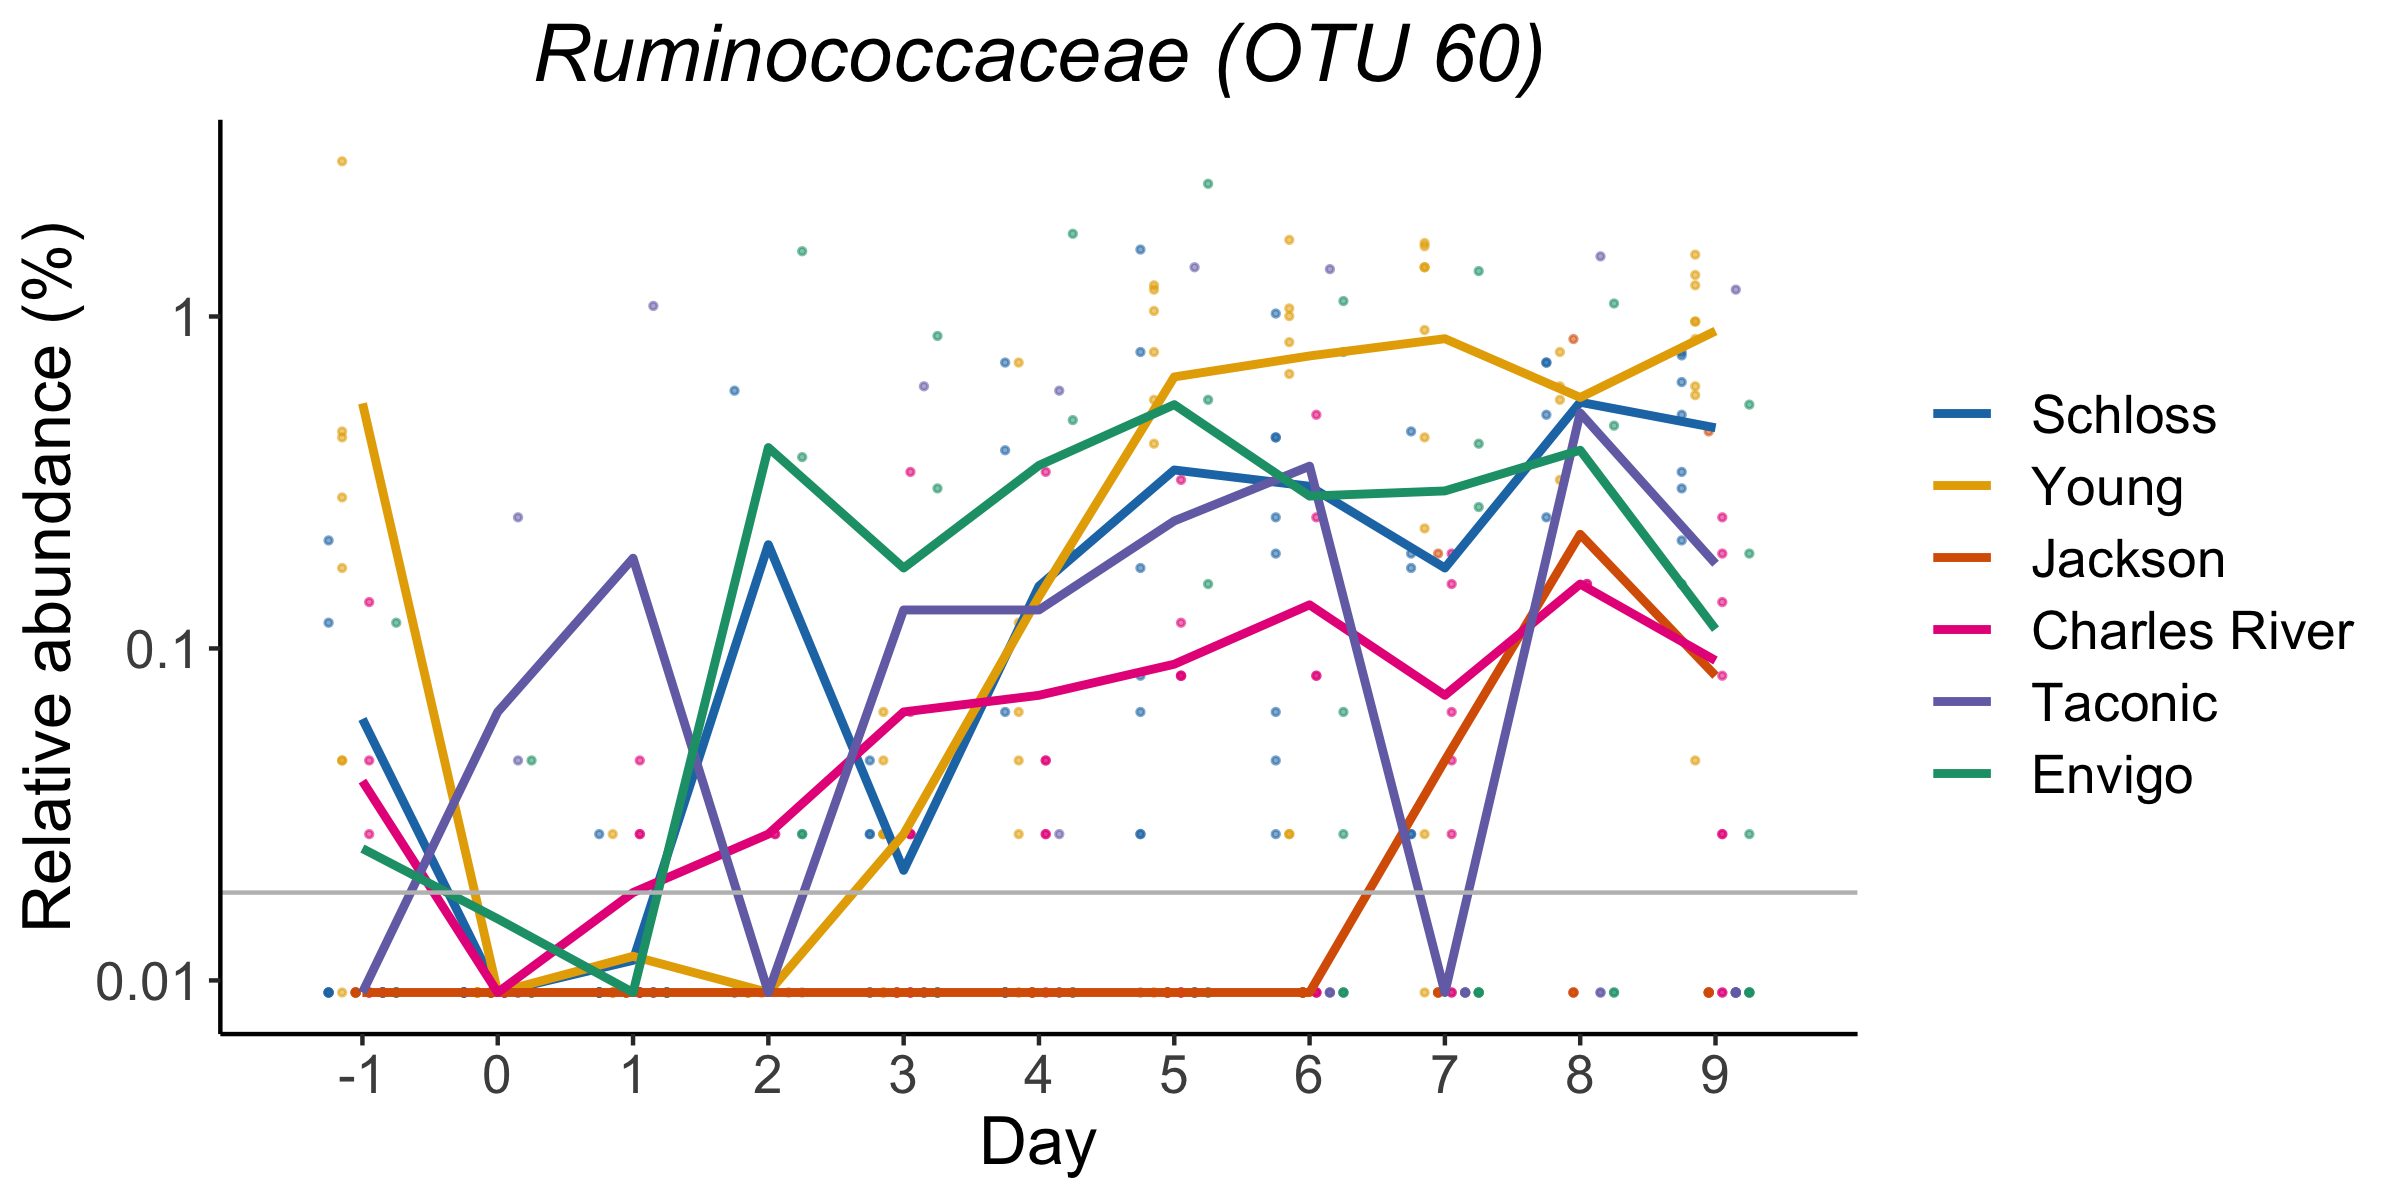 Ruminococcaceae (OTU 60)
Relative abundance (%)
1
0.1
0.01
-1 0 1 2 3 4 5 6 7 8 9
Day
Schloss
Young
Jackson
Charles River
Taconic
Envigo